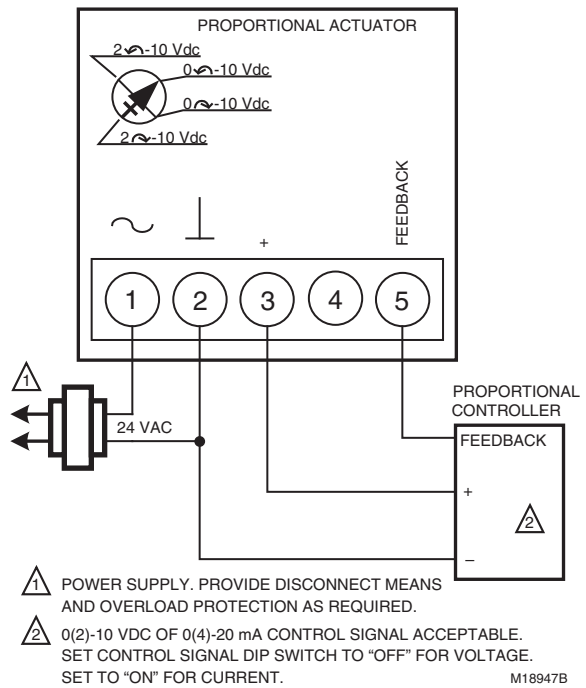 PROPORTIONAL ACTUATOR
2 -10 Vdc
0 -10 Vdc
0 -10 Vdc
2 -10 Vdc
+
FEEDBACK
1 2 3 4 5
1
24 VAC
PROPORTIONAL
CONTROLLER
FEEDBACK
+
2
–
1 POWER SUPPLY. PROVIDE DISCONNECT MEANS
AND OVERLOAD PROTECTION AS REQUIRED.
2 0(2)-10 VDC OF 0(4)-20 mA CONTROL SIGNAL ACCEPTABLE.
SET CONTROL SIGNAL DIP SWITCH TO “OFF” FOR VOLTAGE.
SET TO “ON” FOR CURRENT.
M18947B